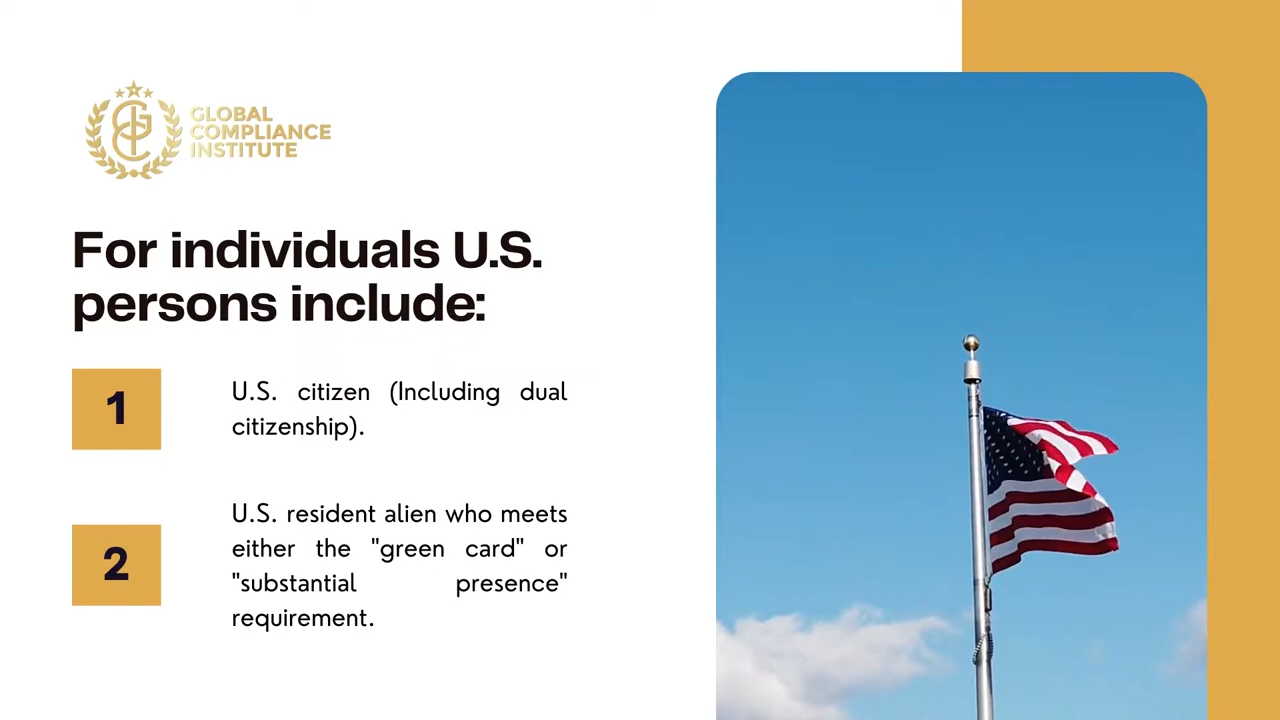 GLOBAL
COMPLIANCE
INSTITUTE
For individuals U.S.
persons include:
1
U.S. citizen (Including dual
citizenship).
2
U.S. resident alien who meets
either the "green card" or
"substantial presence"
requirement.